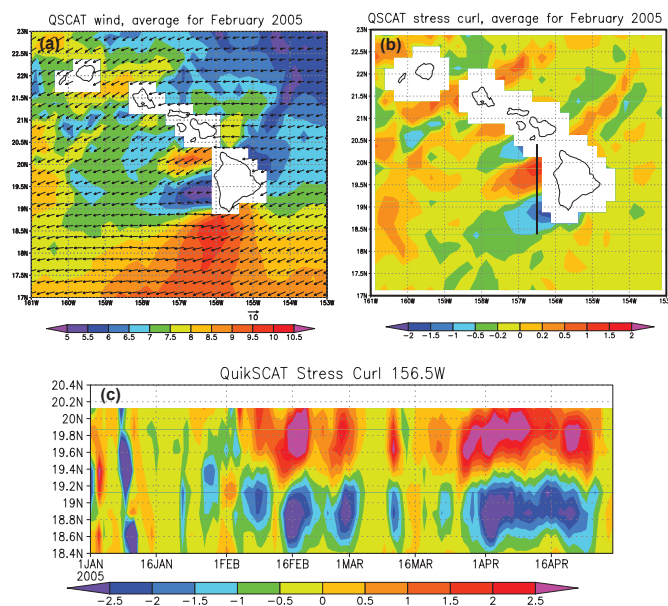 QSCAT wind, average for February 2005
(a)
23N
22.5N
22N
21.5N
21N
20.5N
20N
19.5N
19N
18.5N
18N
17.5N
17N
161W 160W 159W 158W 157W 156W 155W 154W 153W
10
5 5.5 6 6.5 7 7.5 8 8.5 9 9.5 10 10.5
QSCAT stress curl, average for February 2005
(b)
23N
22.5N
22N
21.5N
21N
20.5N
20N
19.5N
19N
18.5N
18N
17.5N
17N
161W 160W 159W 158W 157W 156W 155W 154W 153W
−2 −1.5 −1 −0.5 −0.2 0 0.2 0.5 1 1.5 2
QuikSCAT Stress Curl 156.5W
(c)
20.4N
20.2N
20N
19.8N
19.6N
19.4N
19.2N
19N
18.8N
18.6N
18.4N
1JAN 16JAN 1FEB 16FEB 1MAR 16MAR 1APR 16APR
2005
−2.5 −2 −1.5 −1 −0.5 0 0.5 1 1.5 2 2.5